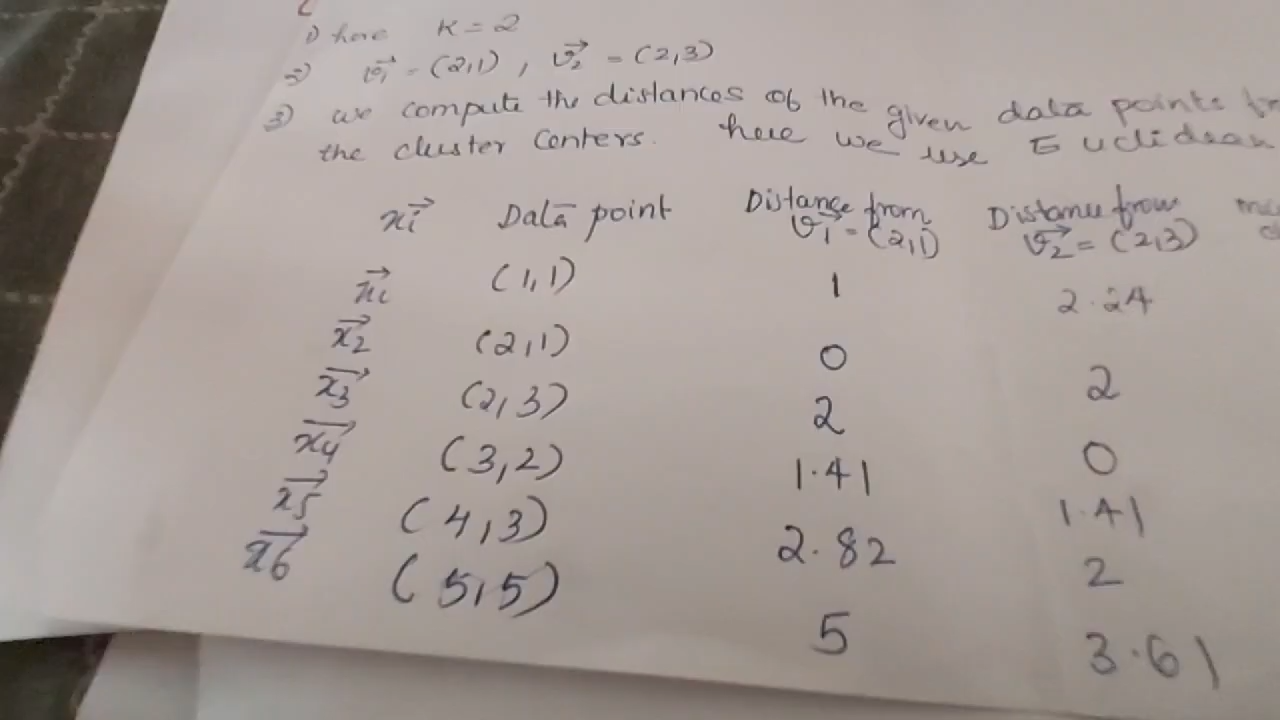 1) here K = 2
2) v1 = (2,1), v2 = (2,3)
3) we compute the distances of the given data points
the cluster centers. here we use Euclidean
xi Data point Distance from v1 = (2,1) Distance from v2 = (2,3)
x1 (1,1) 1 2.24
x2 (2,1) 0 2
x3 (2,3) 2 0
x4 (3,2) 1.41 1.41
x5 (4,3) 2.82 2
x6 (5,5) 5 3.61